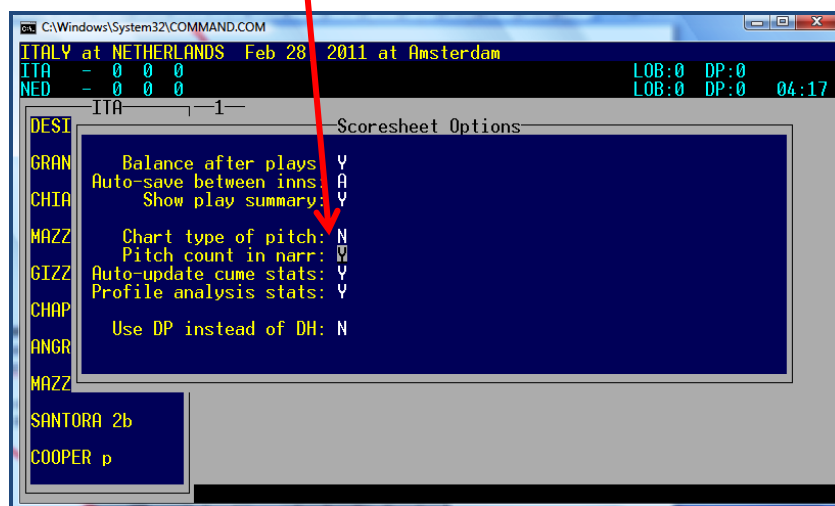 C:\Windows\System32\COMMAND.COM
ITALY at NETHERLANDS Feb 28 2011 at Amsterdam
ITA - 0 0 0 LOB:0 DP:0
NED - 0 0 0 LOB:0 DP:0 04:17
ITA 1
Scoresheet Options
DESI
GRAN Balance after plays: Y
Auto-save between inns: A
CHIA Show play summary: Y
MAZZ Chart type of pitch: N
Pitch count in narr: Y
GIZZ Auto-update cume stats: Y
Profile analysis stats: Y
CHAP
Use DP instead of DH: N
ANGR
MAZZ
SANTORA 2b
COOPER p